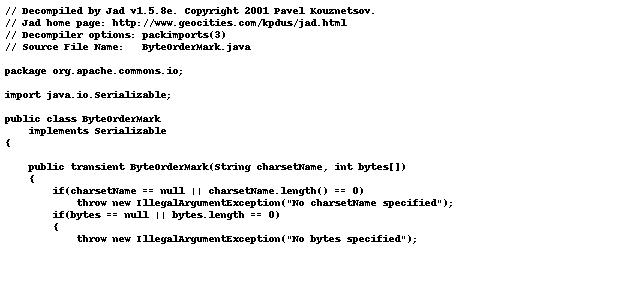 // Decompiled by Jad v1.5.8e. Copyright 2001 Pavel Kouznetsov.
// Jad home page: http://www.geocities.com/kpdus/jad.html
// Decompiler options: packimports(3)
// Source File Name:   ByteOrderMark.java

package org.apache.commons.io;

import java.io.Serializable;

public class ByteOrderMark
    implements Serializable
{

    public transient ByteOrderMark(String charsetName, int bytes[])
    {
        if(charsetName == null || charsetName.length() == 0)
            throw new IllegalArgumentException("No charsetName specified");
        if(bytes == null || bytes.length == 0)
        {
            throw new IllegalArgumentException("No bytes specified");